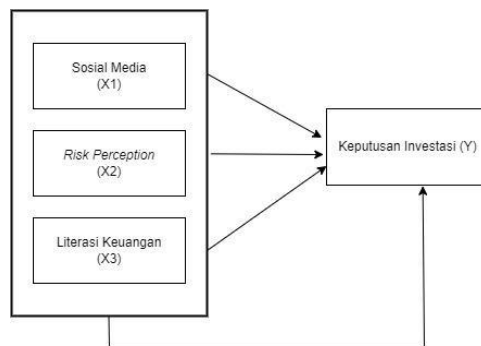 Sosial Media
(X1)
Risk Perception
(X2)
Literasi Keuangan
(X3)
Keputusan Investasi (Y)